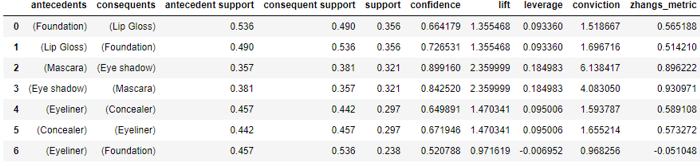 antecedents consequents antecedent support consequent support support confidence lift leverage conviction zhangs_metric
0 (Foundation) (Lip Gloss) 0.536 0.490 0.356 0.664179 1.355468 0.093360 1.518667 0.565188
1 (Lip Gloss) (Foundation) 0.490 0.536 0.356 0.726531 1.355468 0.093360 1.696716 0.514210
2 (Mascara) (Eye shadow) 0.357 0.381 0.321 0.899160 2.359999 0.184983 6.138417 0.896222
3 (Eye shadow) (Mascara) 0.381 0.357 0.321 0.842520 2.359999 0.184983 4.083050 0.930971
4 (Eyeliner) (Concealer) 0.457 0.442 0.297 0.649891 1.470341 0.095006 1.593787 0.589108
5 (Concealer) (Eyeliner) 0.442 0.457 0.297 0.671946 1.470341 0.095006 1.655214 0.573272
6 (Eyeliner) (Foundation) 0.457 0.536 0.238 0.520788 0.971619 -0.006952 0.968256 -0.051048